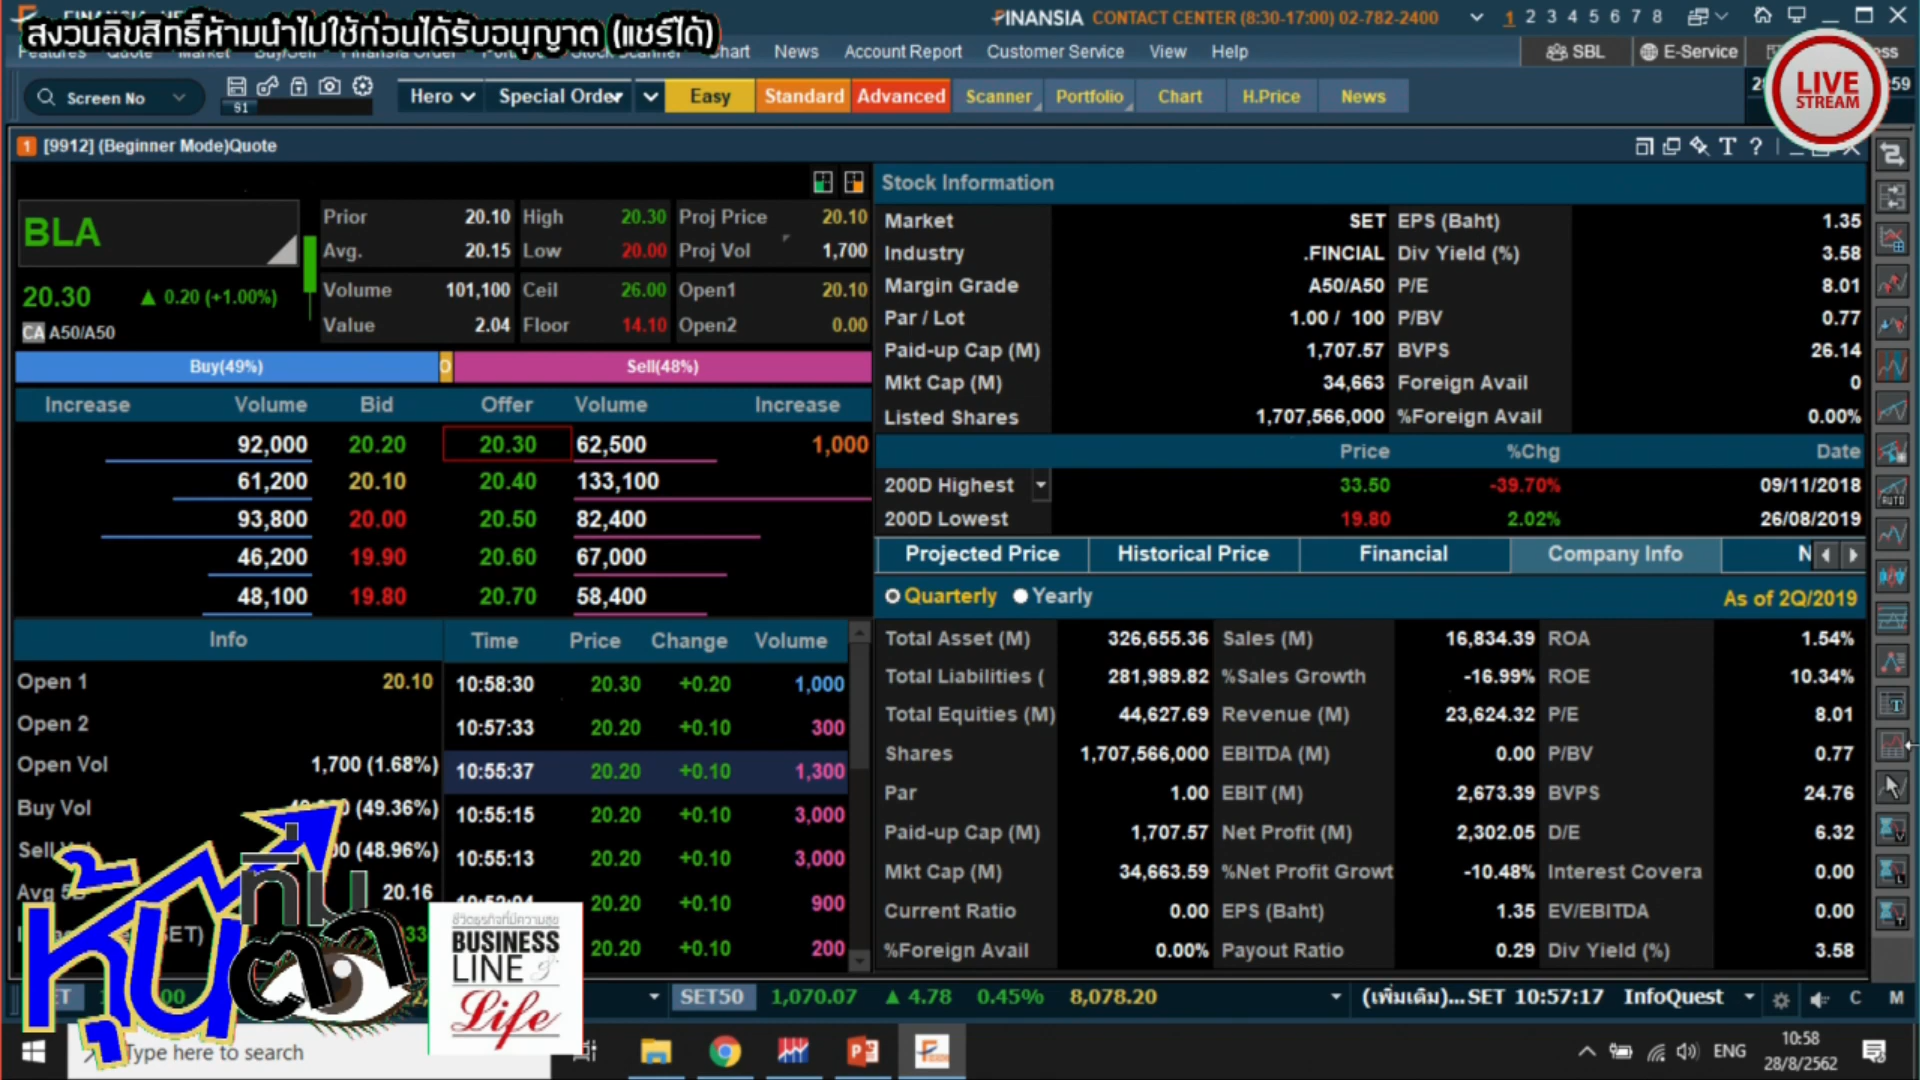 สงวนลิขสิทธิ์ห้ามนำไปใช้ก่อนได้รับอนุญาต (แชร์ได้)
FINANSIA CONTACT CENTER (8:30-17:00) 02-782-2400 1 2 3 4 5 6 7 8
News Account Report Customer Service View Help SBL E-Service
LIVE STREAM
Screen No S1 Hero Special Order Easy Standard Advanced Scanner Portfolio Chart H.Price News
1 [9912] (Beginner Mode)Quote
BLA
20.30 ▲ 0.20 (+1.00%)
CA A50/A50
Prior 20.10 High 20.30 Proj Price 20.10
Avg. 20.15 Low 20.00 Proj Vol 1,700
Volume 101,100 Ceil 26.00 Open1 20.10
Value 2.04 Floor 14.10 Open2 0.00
Buy(49%) O Sell(48%)
Increase Volume Bid Offer Volume Increase
92,000 20.20 20.30 62,500 1,000
61,200 20.10 20.40 133,100
93,800 20.00 20.50 82,400
46,200 19.90 20.60 67,000
48,100 19.80 20.70 58,400
Info
Open 1 20.10
Open 2
Open Vol 1,700 (1.68%)
Buy Vol (49.36%)
Sell (48.96%)
Avg 20.16
Time Price Change Volume
10:58:30 20.30 +0.20 1,000
10:57:33 20.20 +0.10 300
10:55:37 20.20 +0.10 1,300
10:55:15 20.20 +0.10 3,000
10:55:13 20.20 +0.10 3,000
20.20 +0.10 900
20.20 +0.10 200
Stock Information
Market SET EPS (Baht) 1.35
Industry .FINCIAL Div Yield (%) 3.58
Margin Grade A50/A50 P/E 8.01
Par / Lot 1.00 / 100 P/BV 0.77
Paid-up Cap (M) 1,707.57 BVPS 26.14
Mkt Cap (M) 34,663 Foreign Avail 0
Listed Shares 1,707,566,000 %Foreign Avail 0.00%
Price %Chg Date
200D Highest 33.50 -39.70% 09/11/2018
200D Lowest 19.80 2.02% 26/08/2019
Projected Price Historical Price Financial Company Info N
Quarterly Yearly As of 2Q/2019
Total Asset (M) 326,655.36 Sales (M) 16,834.39 ROA 1.54%
Total Liabilities ( 281,989.82 %Sales Growth -16.99% ROE 10.34%
Total Equities (M) 44,627.69 Revenue (M) 23,624.32 P/E 8.01
Shares 1,707,566,000 EBITDA (M) 0.00 P/BV 0.77
Par 1.00 EBIT (M) 2,673.39 BVPS 24.76
Paid-up Cap (M) 1,707.57 Net Profit (M) 2,302.05 D/E 6.32
Mkt Cap (M) 34,663.59 %Net Profit Growt -10.48% Interest Covera 0.00
Current Ratio 0.00 EPS (Baht) 1.35 EV/EBITDA 0.00
%Foreign Avail 0.00% Payout Ratio 0.29 Div Yield (%) 3.58
หุ้นทิ่มตา
ชีวิตธุรกิจที่มีความสุข
BUSINESS
LINE &
Life
SET50 1,070.07 ▲ 4.78 0.45% 8,078.20 (เพิ่มเติม)...SET 10:57:17 InfoQuest C M
Type here to search
ENG 10:58
28/8/2562